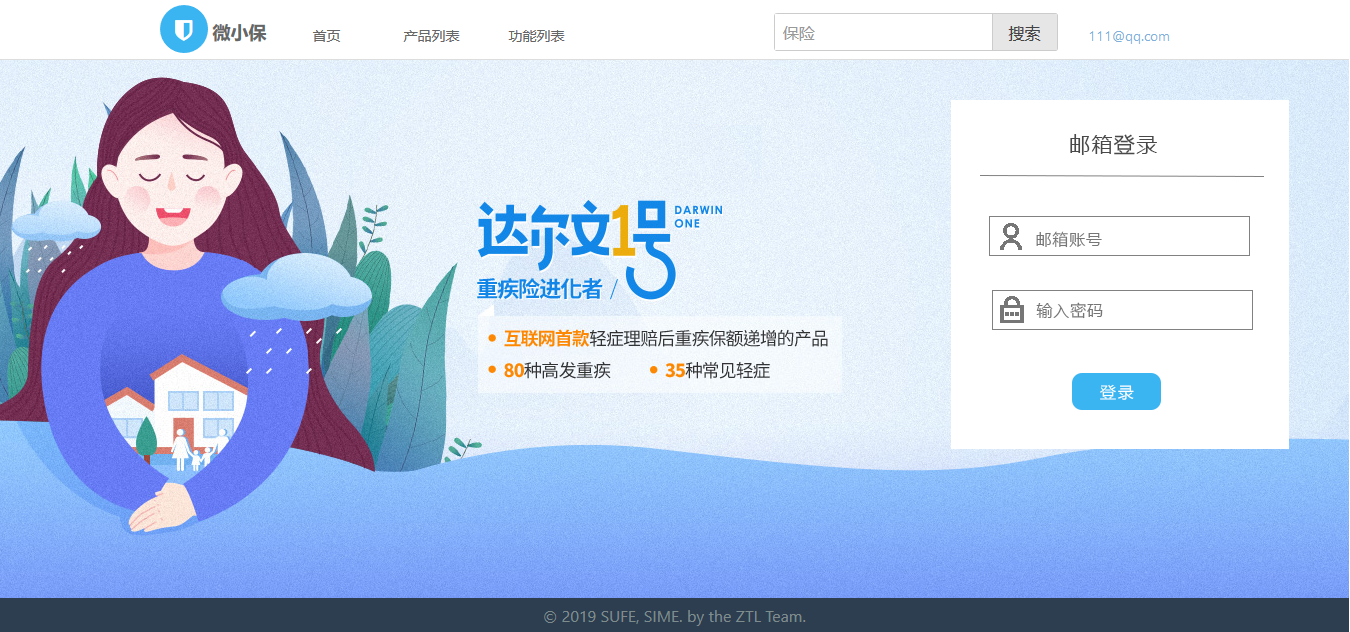 微小保
首页
产品列表
功能列表
保险
搜索
111@qq.com
达尔文1号
DARWIN
ONE
重疾险进化者 /
• 互联网首款轻症理赔后重疾保额递增的产品
• 80种高发重疾
• 35种常见轻症
邮箱登录
邮箱账号
输入密码
登录
© 2019 SUFE, SIME. by the ZTL Team.